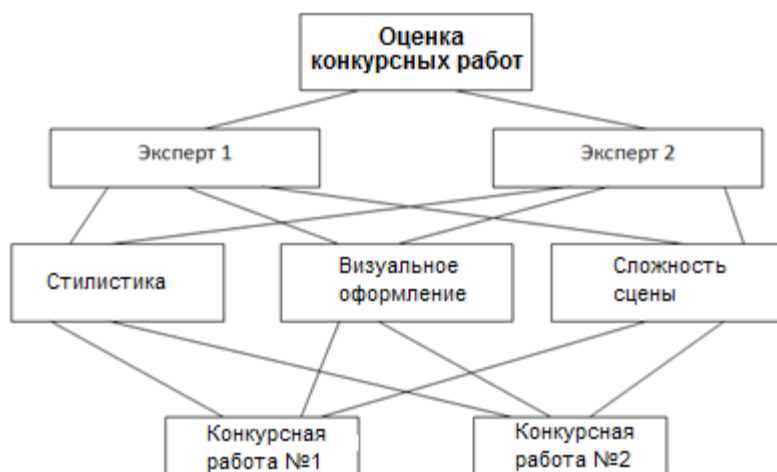 Оценка
конкурсных работ
Эксперт 1
Эксперт 2
Стилистика
Визуальное
оформление
Сложность
сцены
Конкурсная
работа №1
Конкурсная
работа №2